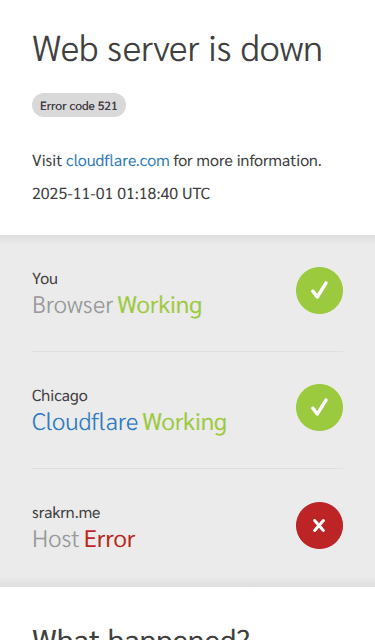 Web server is down
Error code 521
Visit cloudflare.com for more information.
2025-11-01 01:18:40 UTC
You
Browser Working
Chicago
Cloudflare Working
srakrn.me
Host Error
What happened?